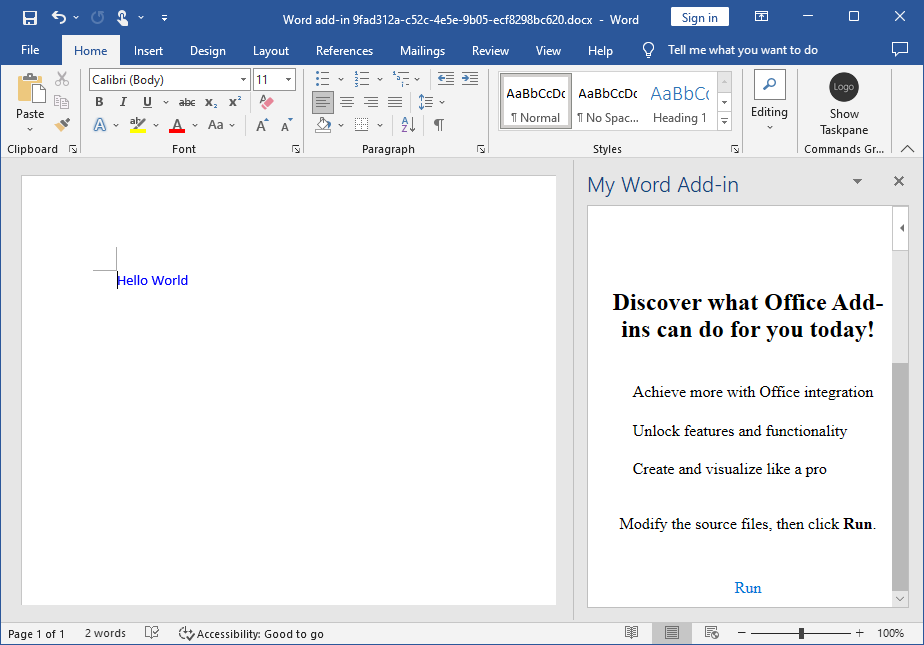 Word add-in 9fad312a-c52c-4e5e-9b05-ecf8298bc620.docx - Word
Sign in
File Home Insert Design Layout References Mailings Review View Help Tell me what you want to do
Paste
Calibri (Body) 11
B I U abc X₂ X²
A ab A Aa A A
AaBbCcDc AaBbCcDc AaBbCc
¶ Normal ¶ No Spac... Heading 1
Editing
Logo
Show
Taskpane
Clipboard Font Paragraph Styles Commands Gr...
My Word Add-in
Hello World
Discover what Office Add-
ins can do for you today!
Achieve more with Office integration
Unlock features and functionality
Create and visualize like a pro
Modify the source files, then click Run.
Run
Page 1 of 1 2 words Accessibility: Good to go 100%